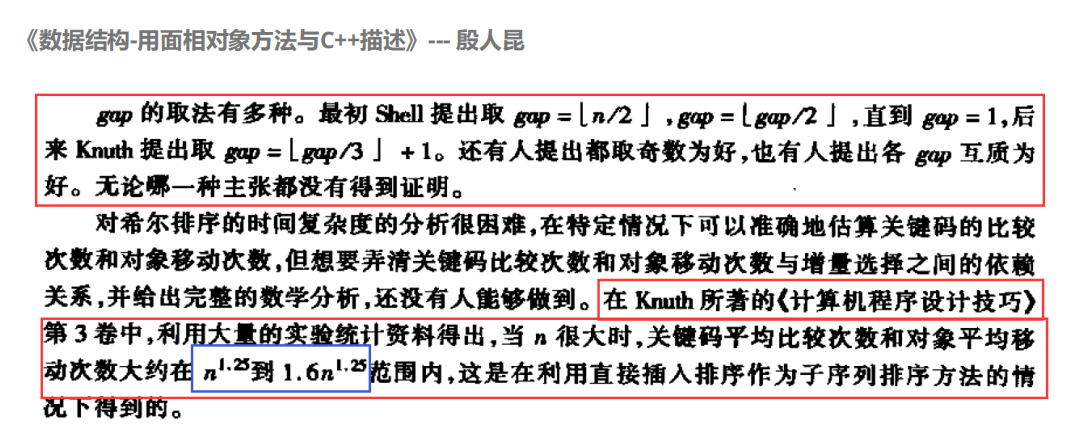 《数据结构-用面相对象方法与C++描述》--- 殷人昆
gap 的取法有多种。最初 Shell 提出取 gap = ⌊n/2⌋,gap = ⌊gap/2⌋,直到 gap = 1,后
来 Knuth 提出取 gap = ⌊gap/3⌋ + 1。还有人提出都取奇数为好,也有人提出各 gap 互质为
好。无论哪一种主张都没有得到证明。
对希尔排序的时间复杂度的分析很困难,在特定情况下可以准确地估算关键码的比较
次数和对象移动次数,但想要弄清关键码比较次数和对象移动次数与增量选择之间的依赖
关系,并给出完整的数学分析,还没有人能够做到。在 Knuth 所著的《计算机程序设计技巧》
第 3 卷中,利用大量的实验统计资料得出,当 n 很大时,关键码平均比较次数和对象平均移
动次数大约在 n^1.25 到 1.6n^1.25 范围内,这是在利用直接插入排序作为子序列排序方法的情
况下得到的。